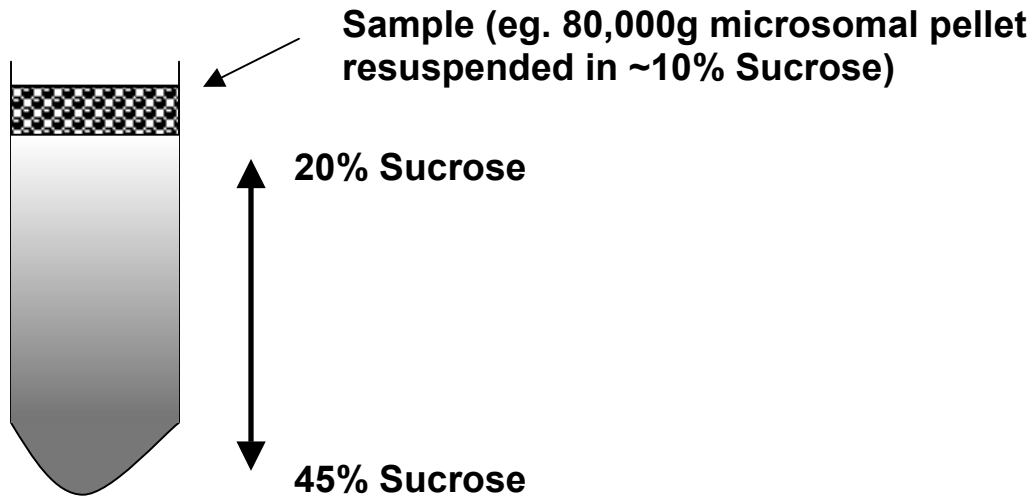 Sample (eg. 80,000g microsomal pellet
resuspended in ~10% Sucrose)
20% Sucrose
45% Sucrose